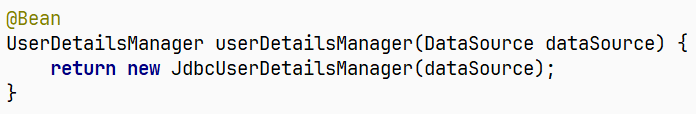 @Bean
UserDetailsManager userDetailsManager(DataSource dataSource) {
    return new JdbcUserDetailsManager(dataSource);
}